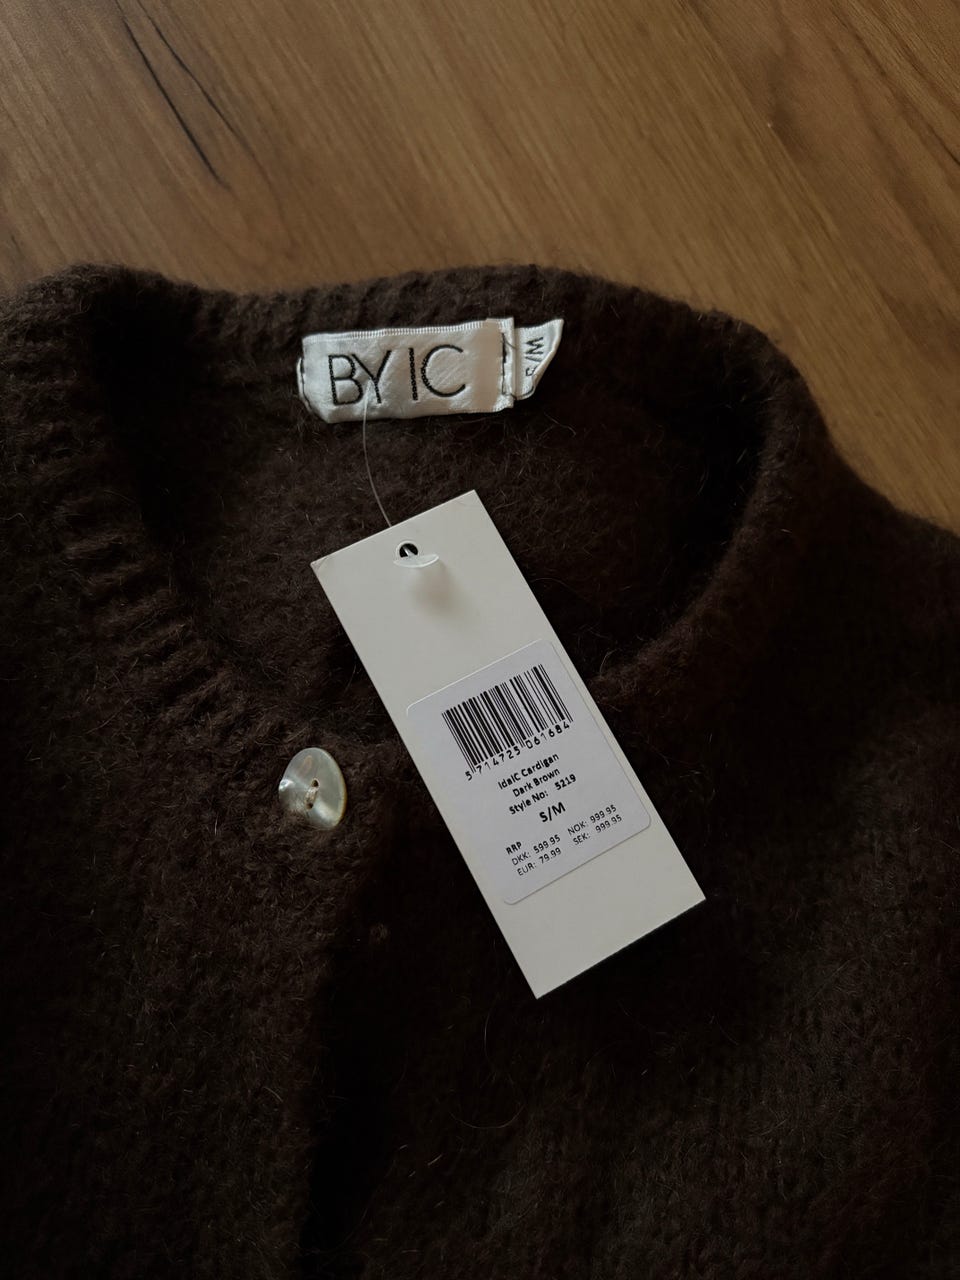 BY IC
S/M
5 714725 061684
IdaIC Cardigan
Dark Brown
Style No: 5219
S/M
RRP
DKK: 599.95 NOK: 999.95
EUR: 79.99 SEK: 999.95